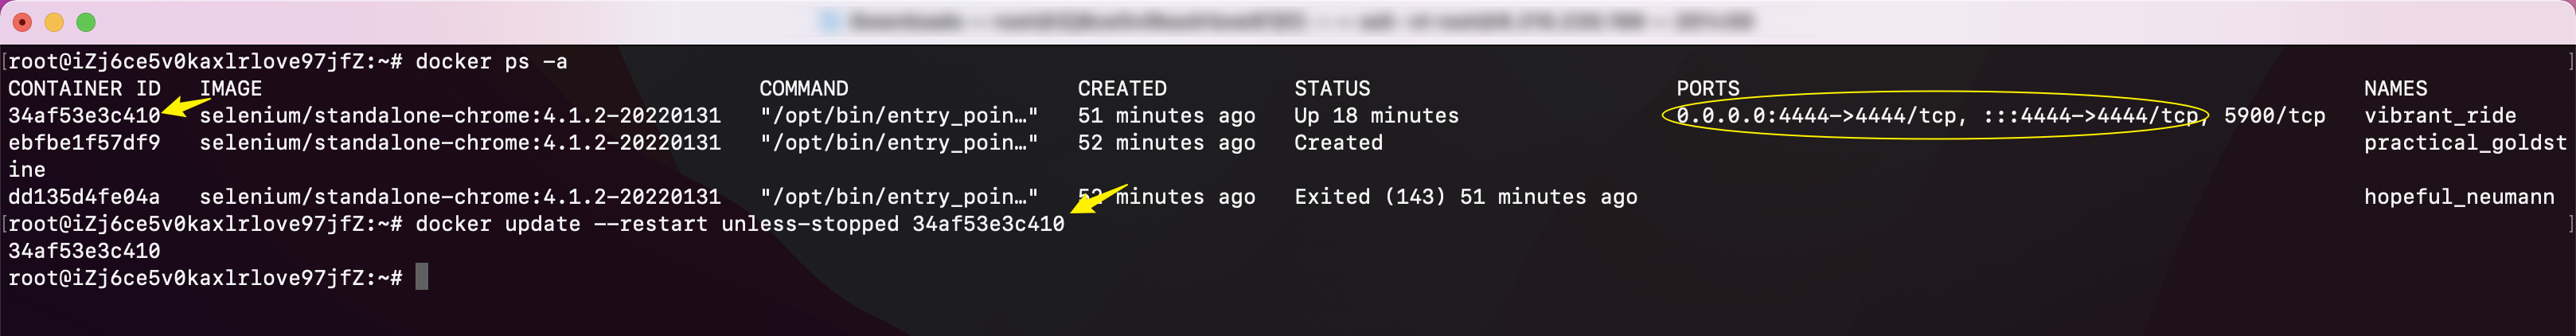 root@iZj6ce5v0kaxlrlove97jfZ:~# docker ps -a
CONTAINER ID   IMAGE                                       COMMAND                  CREATED          STATUS                        PORTS                                                 NAMES
34af53e3c410   selenium/standalone-chrome:4.1.2-20220131   "/opt/bin/entry_poin…"   51 minutes ago   Up 18 minutes                 0.0.0.0:4444->4444/tcp, :::4444->4444/tcp, 5900/tcp   vibrant_ride
ebfbe1f57df9   selenium/standalone-chrome:4.1.2-20220131   "/opt/bin/entry_poin…"   52 minutes ago   Created                                                                             practical_goldst
ine
dd135d4fe04a   selenium/standalone-chrome:4.1.2-20220131   "/opt/bin/entry_poin…"   52 minutes ago   Exited (143) 51 minutes ago                                                         hopeful_neumann
root@iZj6ce5v0kaxlrlove97jfZ:~# docker update --restart unless-stopped 34af53e3c410
34af53e3c410
root@iZj6ce5v0kaxlrlove97jfZ:~#